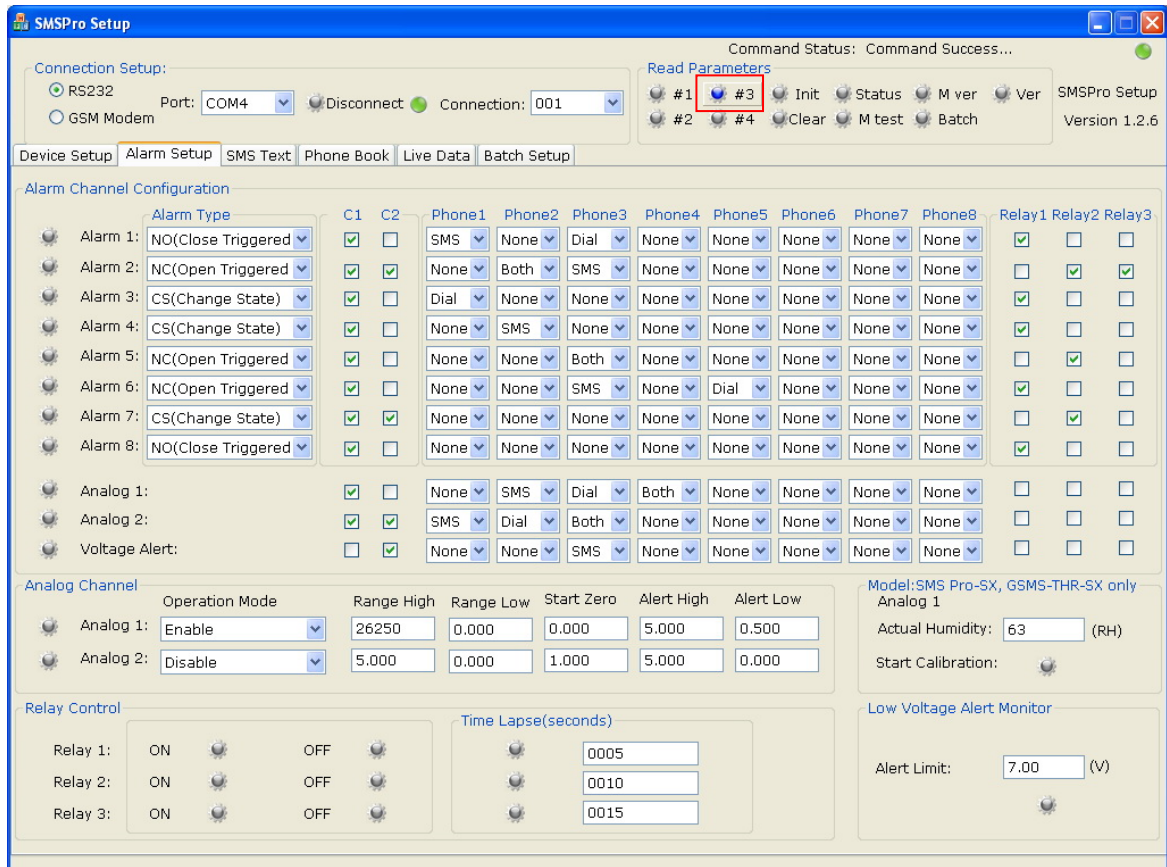 SMSPro Setup
Command Status: Command Success...
Connection Setup:
RS232
GSM Modem
Port: COM4 Disconnect Connection: 001
Read Parameters
#1 #3 Init Status M ver Ver
#2 #4 Clear M test Batch
SMSPro Setup
Version 1.2.6
Device Setup Alarm Setup SMS Text Phone Book Live Data Batch Setup
Alarm Channel Configuration
Alarm Type C1 C2 Phone1 Phone2 Phone3 Phone4 Phone5 Phone6 Phone7 Phone8 Relay1 Relay2 Relay3
Alarm 1: NO(Close Triggered SMS None Dial None None None None None
Alarm 2: NC(Open Triggered None Both SMS None None None None None
Alarm 3: CS(Change State) Dial None None None None None None None
Alarm 4: CS(Change State) None SMS None None None None None None
Alarm 5: NC(Open Triggered None None Both None None None None None
Alarm 6: NC(Open Triggered None None SMS None Dial None None None
Alarm 7: CS(Change State) None None None None None None None None
Alarm 8: NO(Close Triggered None None None None None None None None
Analog 1: None SMS Dial Both None None None None
Analog 2: SMS Dial Both None None None None None
Voltage Alert: None None SMS None None None None None
Analog Channel
Operation Mode Range High Range Low Start Zero Alert High Alert Low
Analog 1: Enable 26250 0.000 0.000 5.000 0.500
Analog 2: Disable 5.000 0.000 1.000 5.000 0.000
Model:SMS Pro-SX, GSMS-THR-SX only
Analog 1
Actual Humidity: 63 (RH)
Start Calibration:
Relay Control
Time Lapse(seconds)
Relay 1: ON OFF 0005
Relay 2: ON OFF 0010
Relay 3: ON OFF 0015
Low Voltage Alert Monitor
Alert Limit: 7.00 (V)